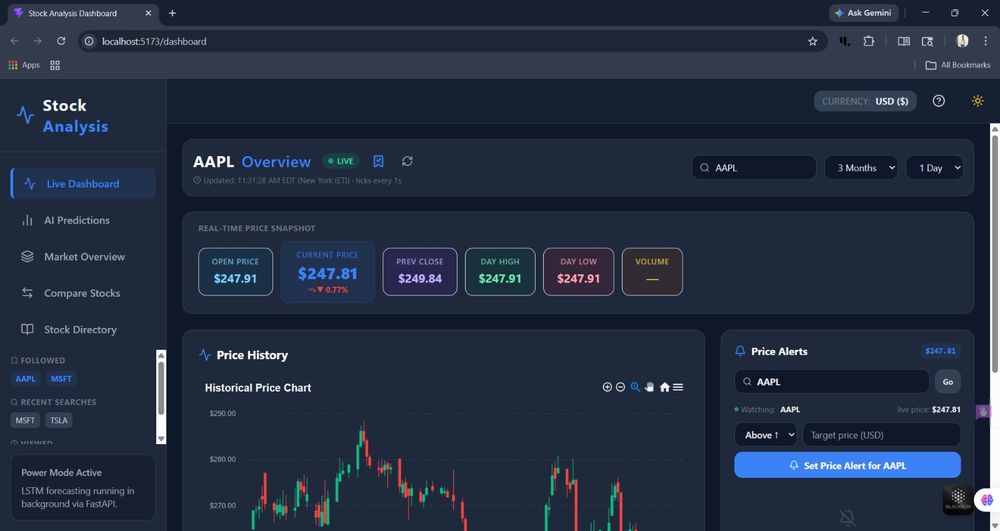 Stock Analysis Dashboard
Ask Gemini
localhost:5173/dashboard
Apps
All Bookmarks
Stock
Analysis
CURRENCY: USD ($)
Live Dashboard
AI Predictions
Market Overview
Compare Stocks
Stock Directory
FOLLOWED
AAPL MSFT
RECENT SEARCHES
MSFT TSLA
VIEWED
Power Mode Active
LSTM forecasting running in
background via FastAPI.
AAPL Overview LIVE
Updated: 11:31:28 AM EDT (New York (ET)) · ticks every 1s
AAPL
3 Months
1 Day
REAL-TIME PRICE SNAPSHOT
OPEN PRICE
$247.91
CURRENT PRICE
$247.81
▼ 0.77%
PREV CLOSE
$249.84
DAY HIGH
$247.91
DAY LOW
$247.91
VOLUME
—
Price History
Historical Price Chart
$290.00
$280.00
$270.00
Price Alerts
$247.81
AAPL
Go
Watching: AAPL
live price: $247.81
Above ↑
Target price (USD)
Set Price Alert for AAPL
BLACKBOX